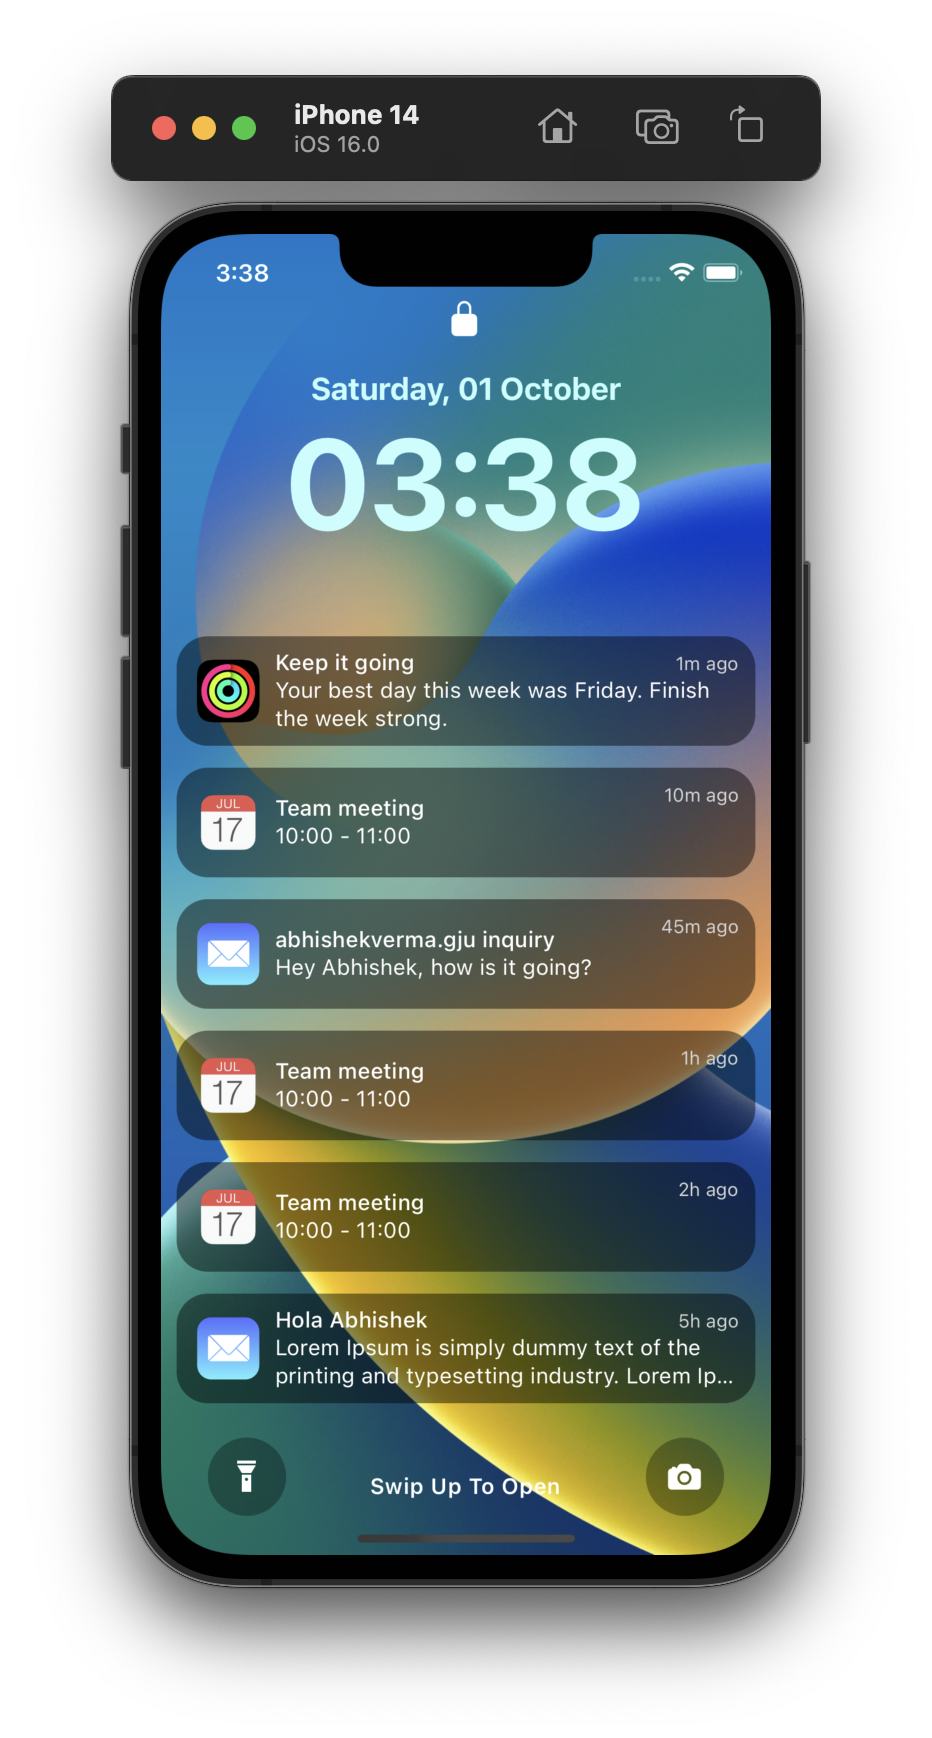 iPhone 14
iOS 16.0
3:38
Saturday, 01 October
03:38
Keep it going
1m ago
Your best day this week was Friday. Finish
the week strong.
JUL
17
Team meeting
10m ago
10:00 - 11:00
abhishekverma.gju inquiry
45m ago
Hey Abhishek, how is it going?
JUL
17
Team meeting
1h ago
10:00 - 11:00
JUL
17
Team meeting
2h ago
10:00 - 11:00
Hola Abhishek
5h ago
Lorem Ipsum is simply dummy text of the
printing and typesetting industry. Lorem Ip...
Swip Up To Open